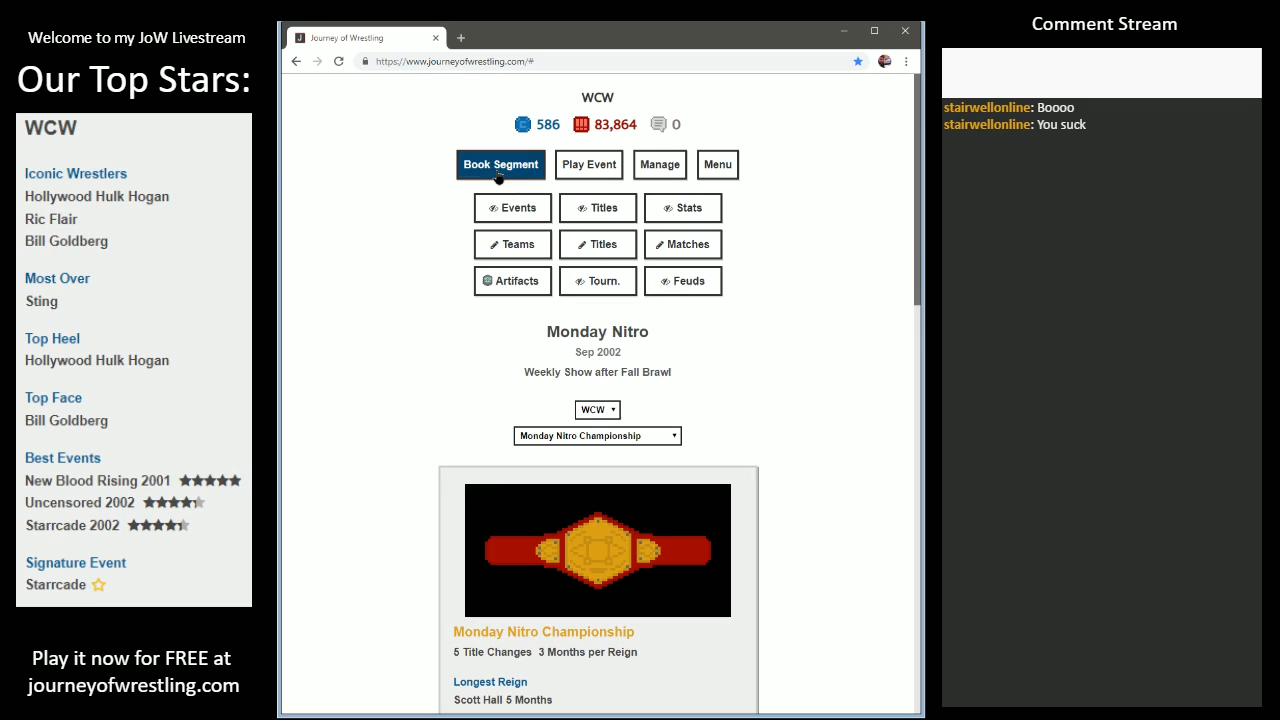 Welcome to my JoW Livestream
Our Top Stars:
WCW
Iconic Wrestlers
Hollywood Hulk Hogan
Ric Flair
Bill Goldberg
Most Over
Sting
Top Heel
Hollywood Hulk Hogan
Top Face
Bill Goldberg
Best Events
New Blood Rising 2001
Uncensored 2002
Starrcade 2002
Signature Event
Starrcade
Play it now for FREE at
journeyofwrestling.com
Journey of Wrestling
https://www.journeyofwrestling.com/#
WCW
586 83,864 0
Book Segment Play Event Manage Menu
Events Titles Stats
Teams Titles Matches
Artifacts Tourn. Feuds
Monday Nitro
Sep 2002
Weekly Show after Fall Brawl
WCW
Monday Nitro Championship
Monday Nitro Championship
5 Title Changes 3 Months per Reign
Longest Reign
Scott Hall 5 Months
Comment Stream
stairwellonline: Boooo
stairwellonline: You suck